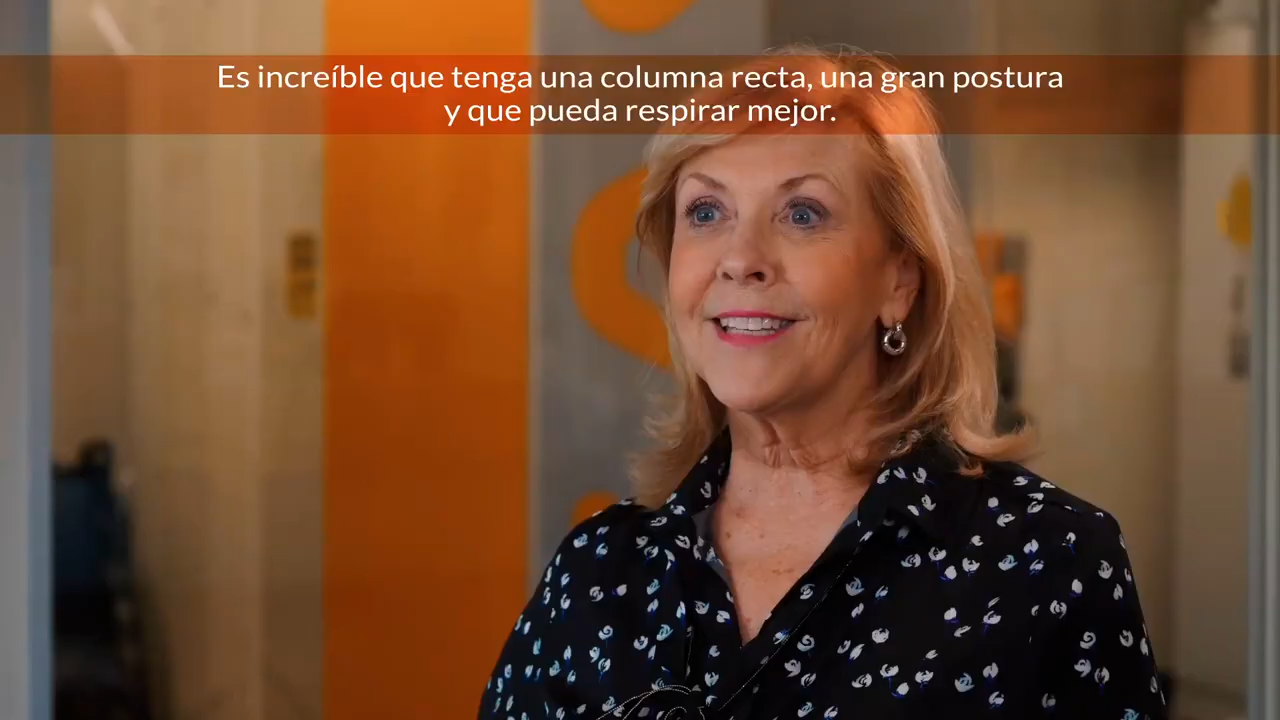 Es increíble que tenga una columna recta, una gran postura
y que pueda respirar mejor.